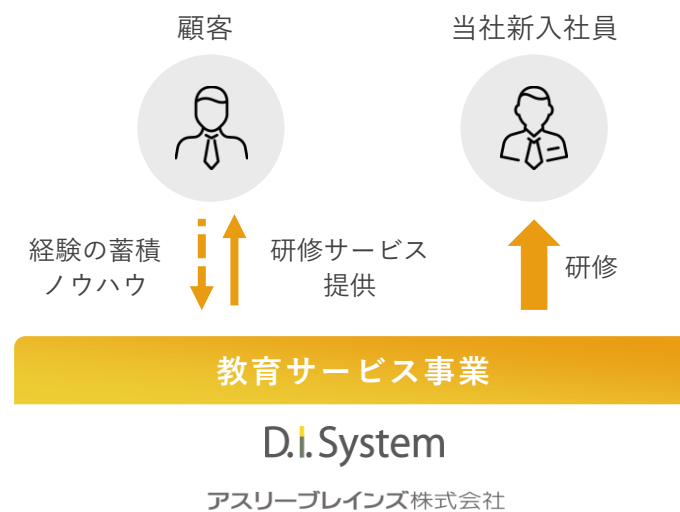 顧客
当社新入社員
経験の蓄積
ノウハウ
研修サービス
提供
研修
教育サービス事業
D.i.System
アスリーブレインズ株式会社